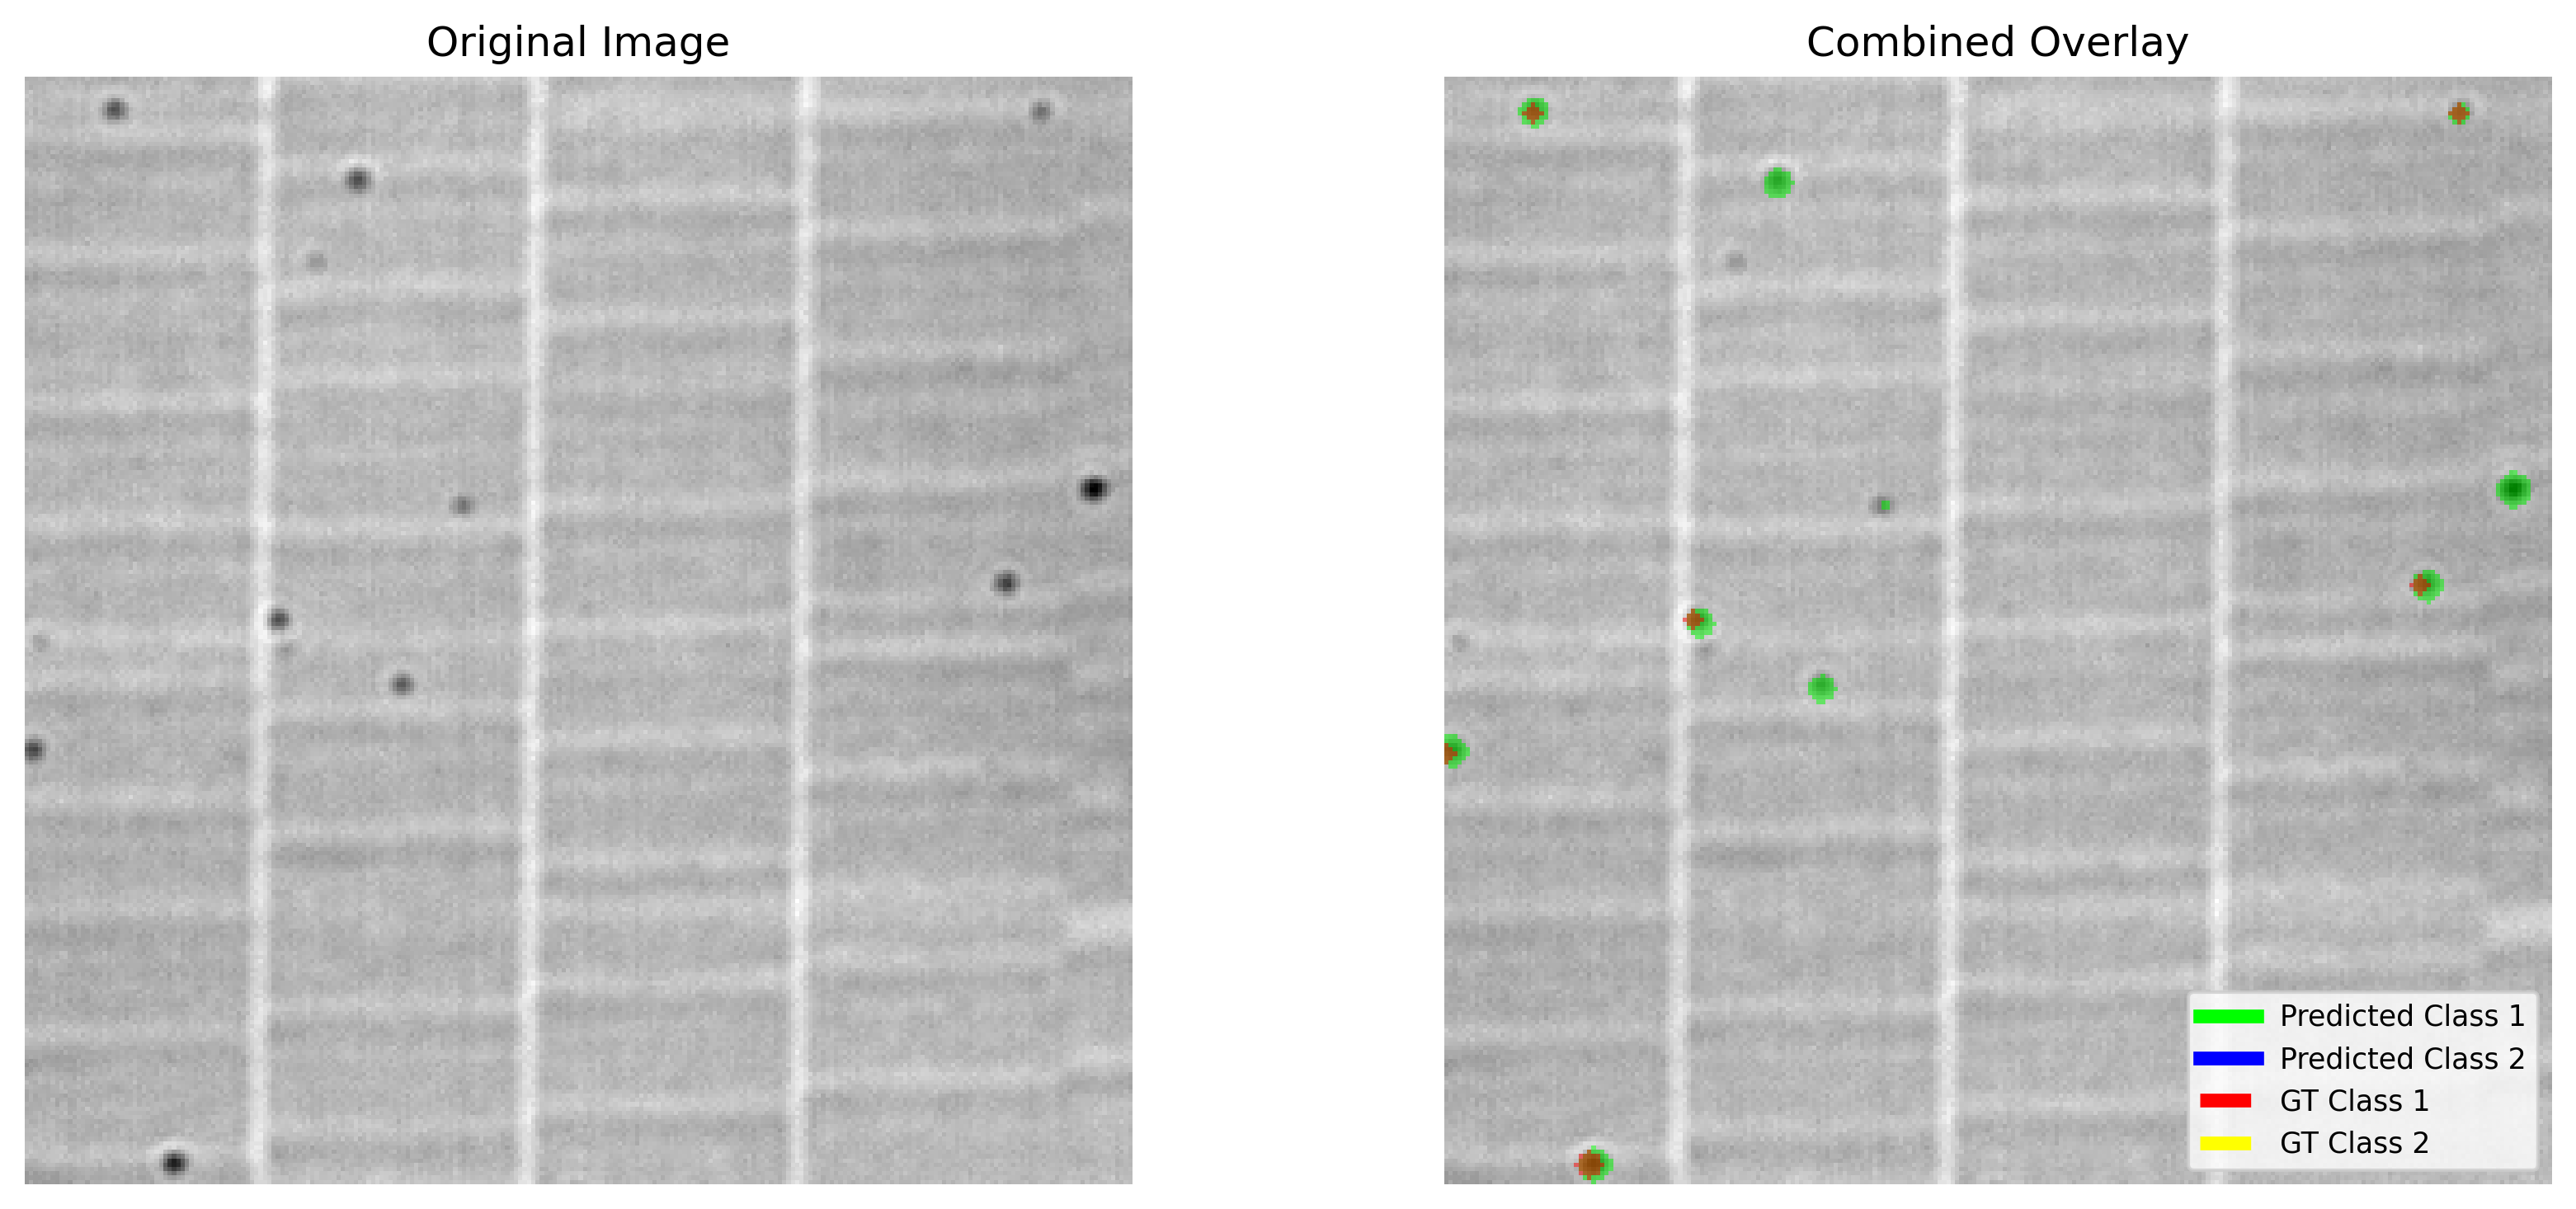 Original Image
Combined Overlay
Predicted Class 1
Predicted Class 2
GT Class 1
GT Class 2